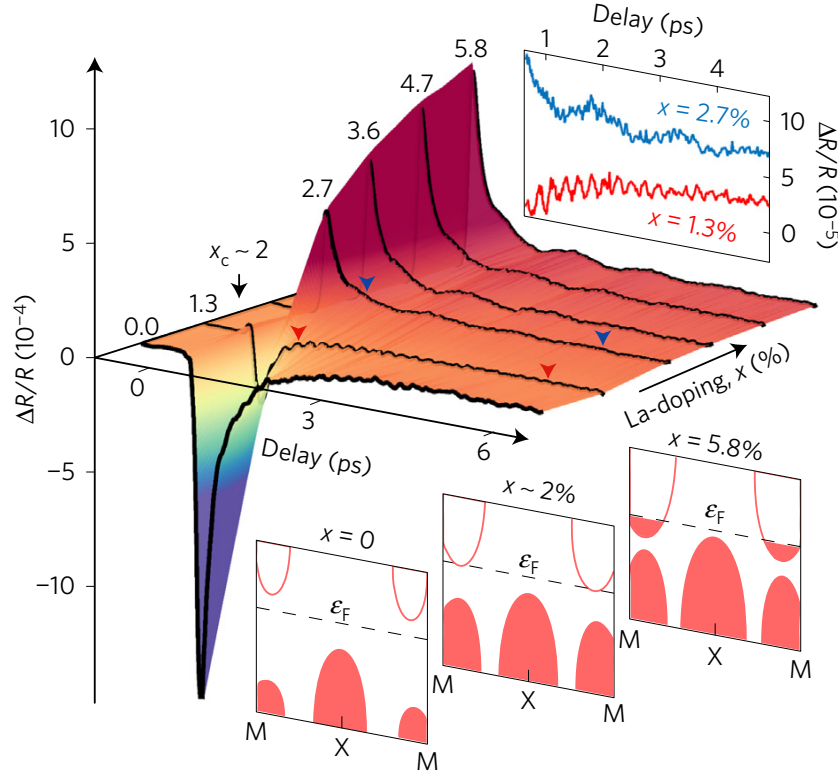 Delay (ps)
1
2
3
4
x = 2.7%
x = 1.3%
10
5
0
ΔR/R (10⁻⁵)
5.8
4.7
3.6
2.7
x_c ~ 2
1.3
0.0
10
5
0
−5
−10
ΔR/R (10⁻⁴)
0
3
6
Delay (ps)
La-doping, x (%)
x = 0
ε_F
M
X
M
x ~ 2%
ε_F
M
X
M
x = 5.8%
ε_F
M
X
M